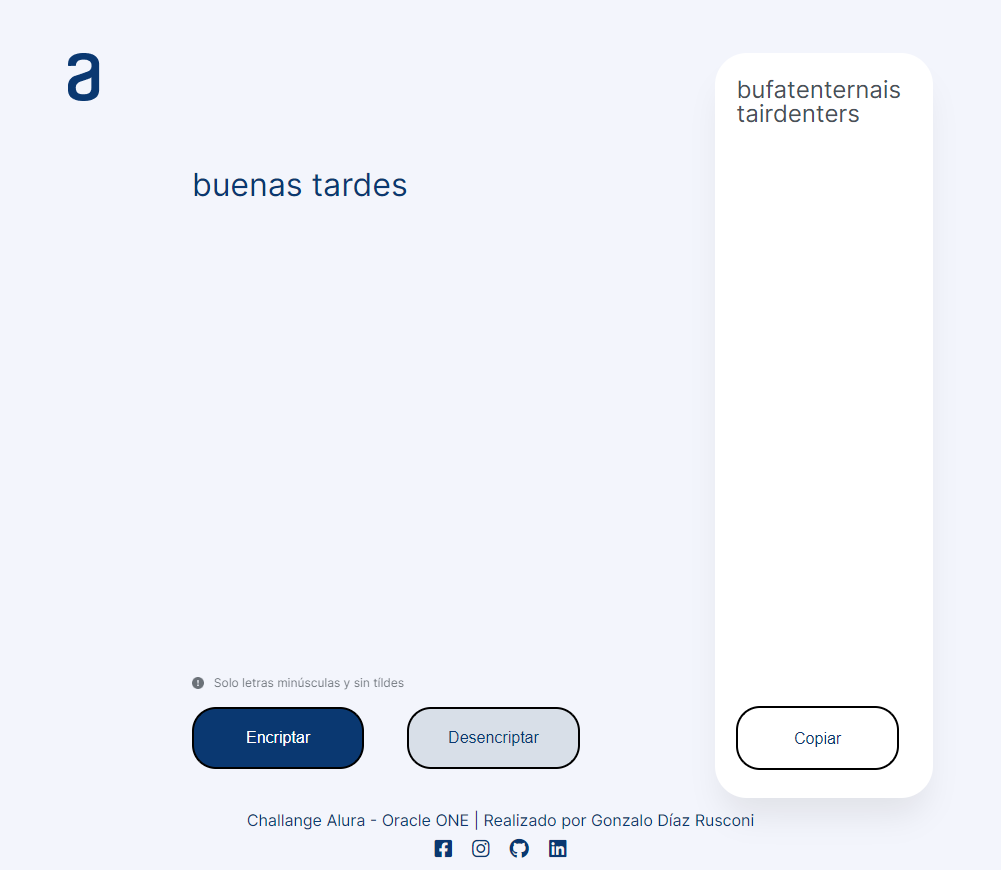 a
buenas tardes
bufatenternais
tairdenters
Solo letras minúsculas y sin tíldes
Encriptar
Desencriptar
Copiar
Challange Alura - Oracle ONE | Realizado por Gonzalo Díaz Rusconi